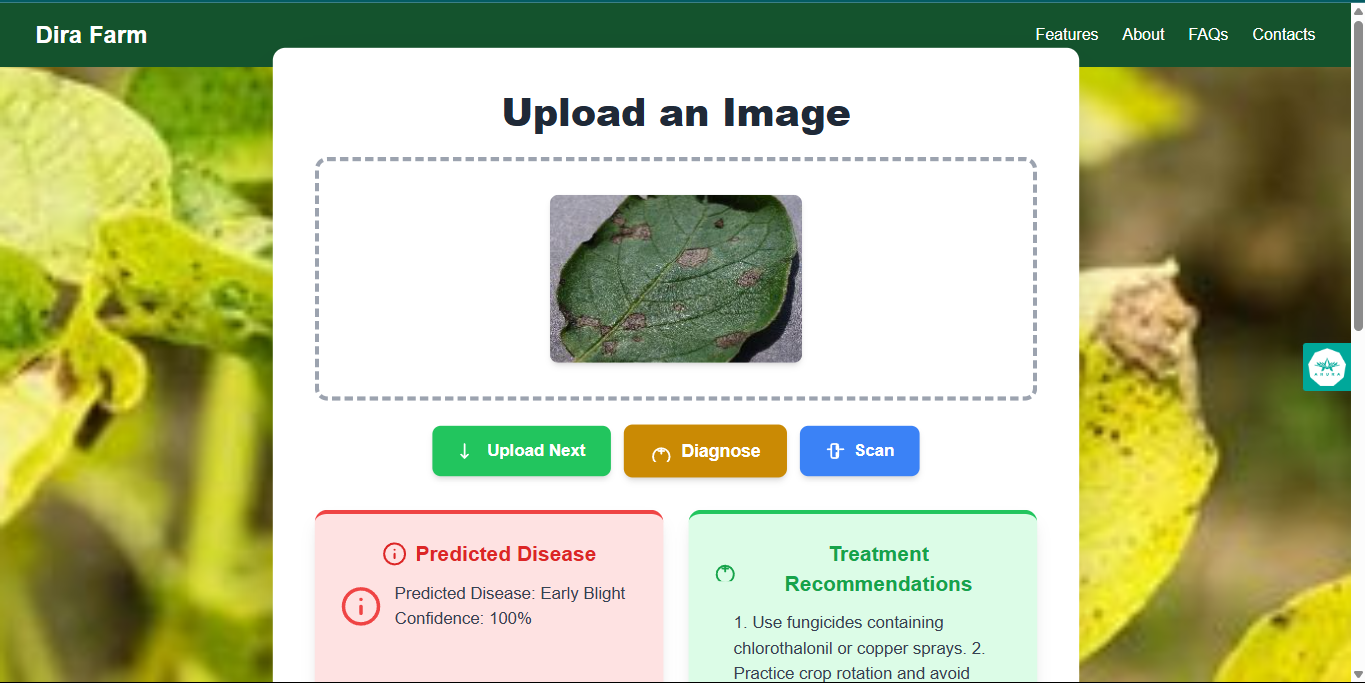 Dira Farm
Features
About
FAQs
Contacts
Upload an Image
Upload Next
Diagnose
Scan
Predicted Disease
Predicted Disease: Early Blight
Confidence: 100%
Treatment
Recommendations
1. Use fungicides containing
chlorothalonil or copper sprays. 2.
Practice crop rotation and avoid